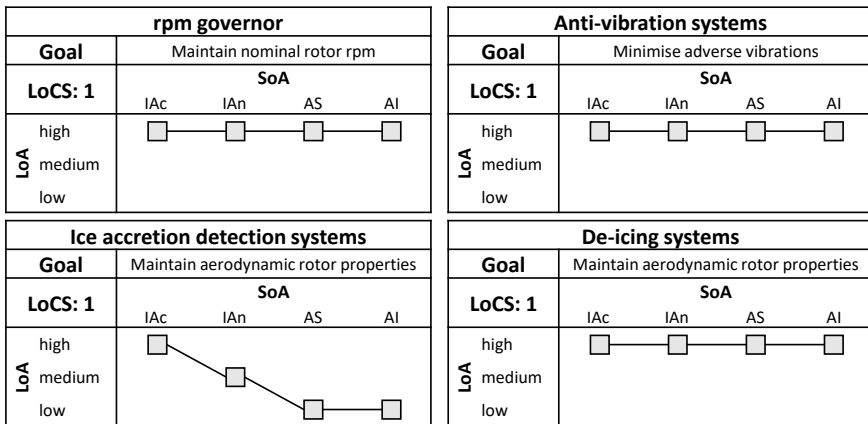 rpm governor
Goal Maintain nominal rotor rpm
LoCS: 1 SoA
IAc IAn AS AI
LoA
high
medium
low
Anti-vibration systems
Goal Minimise adverse vibrations
LoCS: 1 SoA
IAc IAn AS AI
LoA
high
medium
low
Ice accretion detection systems
Goal Maintain aerodynamic rotor properties
LoCS: 1 SoA
IAc IAn AS AI
LoA
high
medium
low
De-icing systems
Goal Maintain aerodynamic rotor properties
LoCS: 1 SoA
IAc IAn AS AI
LoA
high
medium
low